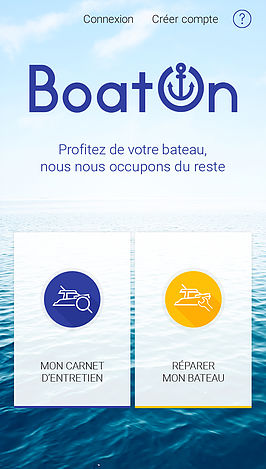 Connexion Créer compte ?
BoatOn
Profitez de votre bateau,
nous nous occupons du reste
MON CARNET
D'ENTRETIEN
RÉPARER
MON BATEAU